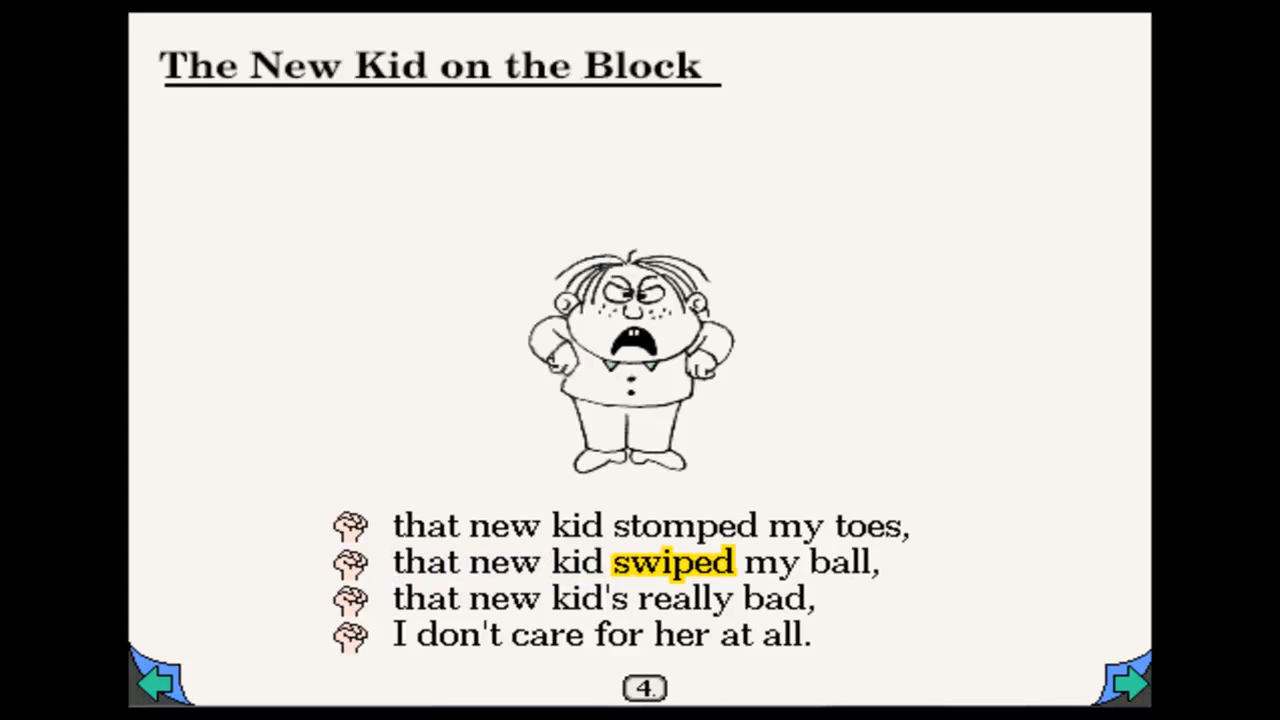 The New Kid on the Block
that new kid stomped my toes,
that new kid swiped my ball,
that new kid's really bad,
I don't care for her at all.
4.